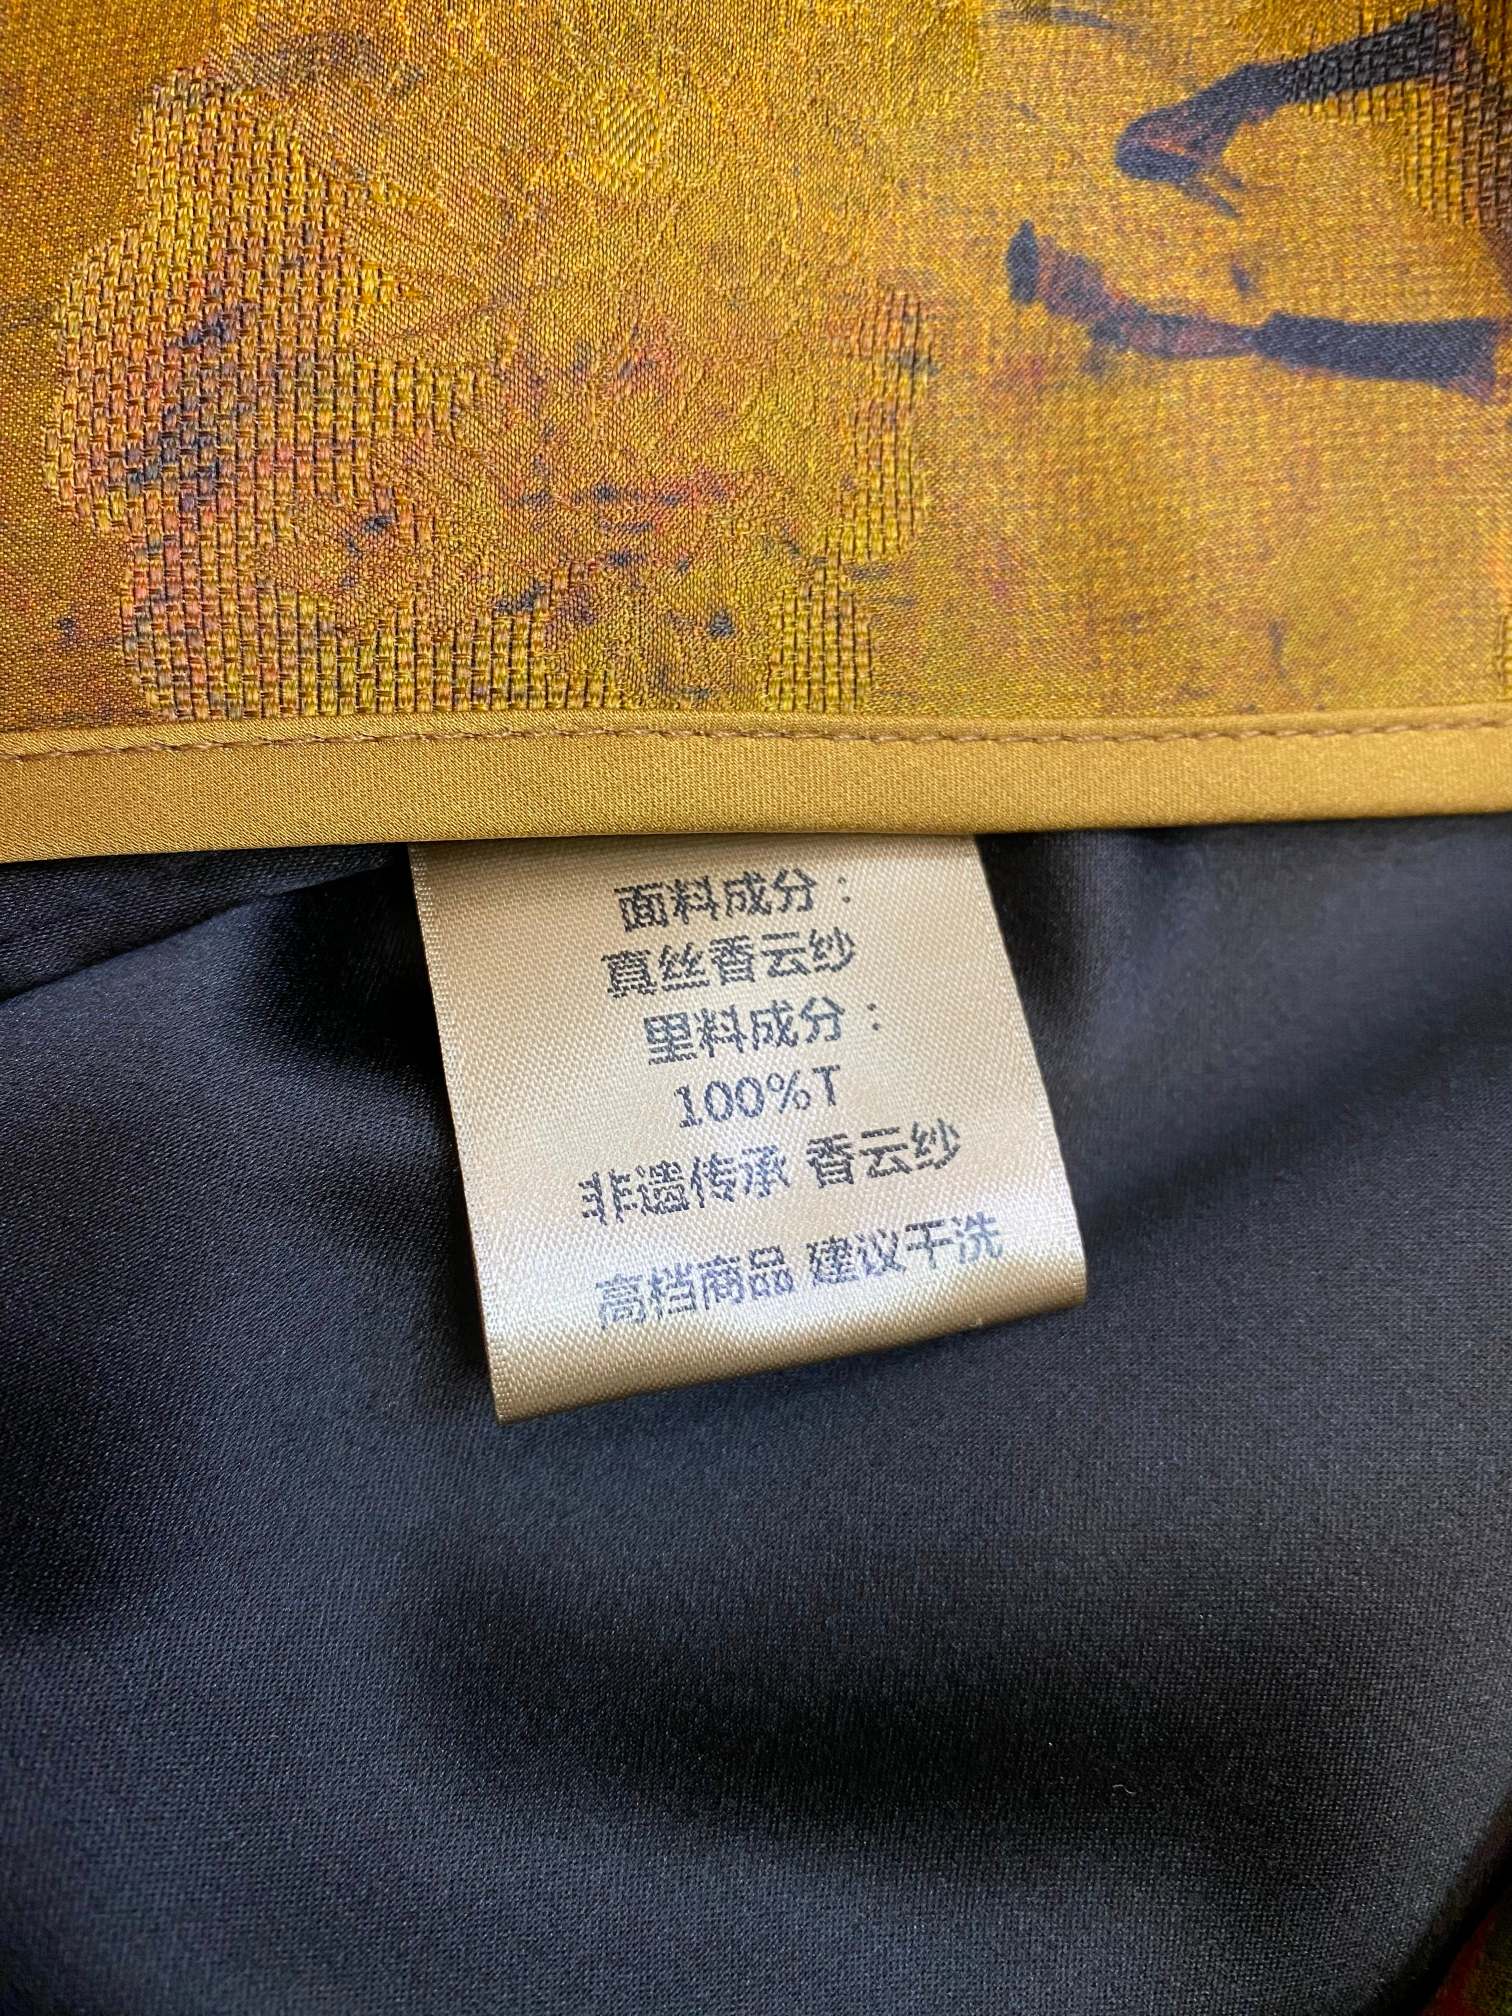 面料成分：
真丝香云纱
里料成分：
100%T
非遗传承 香云纱
高档商品 建议干洗